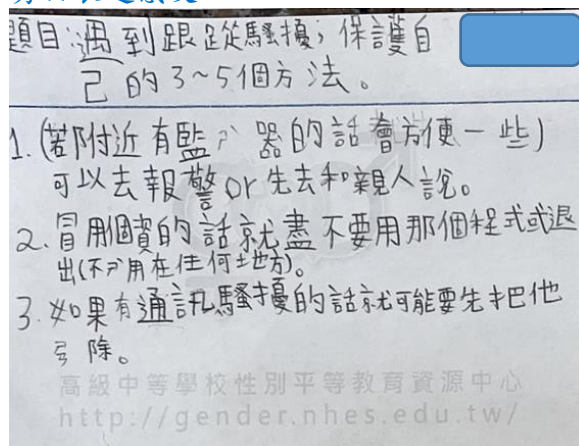 題目:遇到跟蹤騷擾,保護自
己的3~5個方法。
1.(若附近有監ㄕˋ器的話會方便一些)
可以去報警or先去和親人說。
2.冒用個資的話就盡 不要用那個程式或退
出(不ㄕ用在任何地方)。
3.如果有通訊騷擾的話就可能要先把他
除。
高級中等學校性別平等教育資源中心
http://gender.nhes.edu.tw/